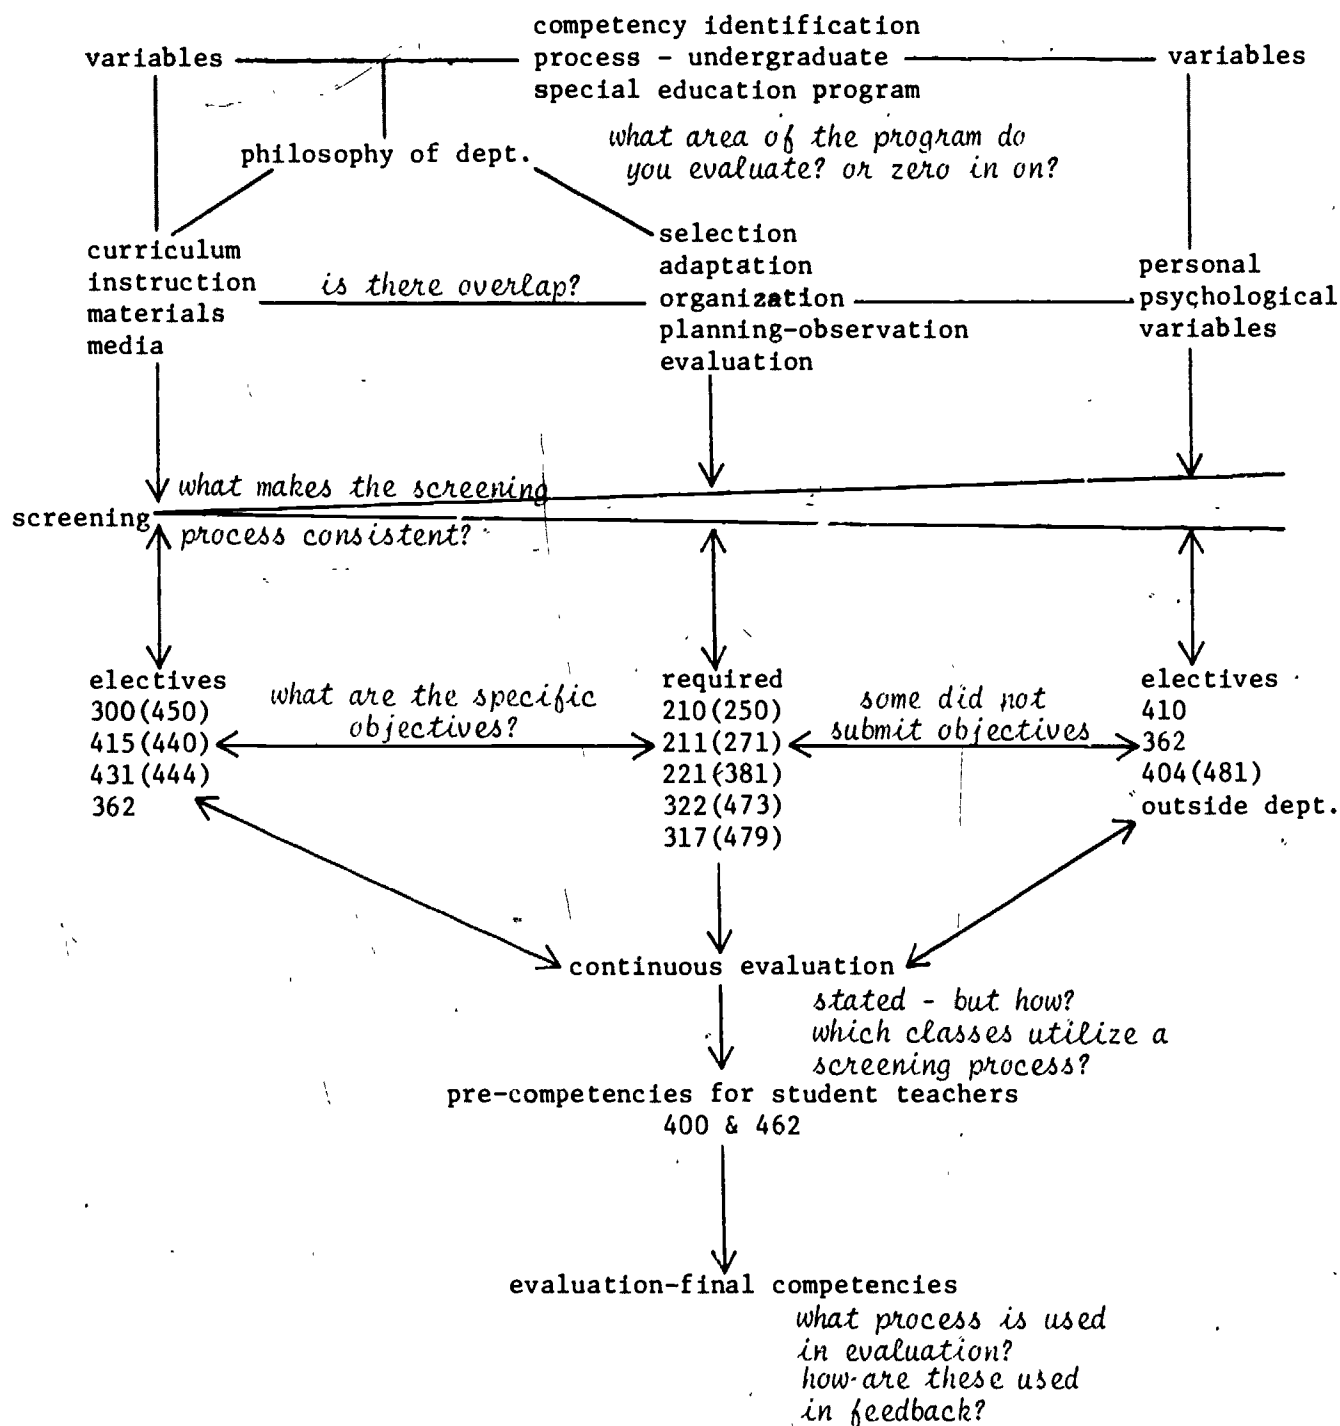 competency identification
variables
process - undergraduate
variables
special education program
philosophy of dept.
what area of the program do
you evaluate? or zero in on?
curriculum
instruction
materials
media
is there overlap?
selection
adaptation
organization
planning-observation
evaluation
personal
psychological
variables
what makes the screening
screening
process consistent?
electives
300(450)
415(440)
431(444)
362
what are the specific
objectives?
required
210(250)
211(271)
221(381)
322(473)
317(479)
some did not
submit objectives
electives
410
362
404(481)
outside dept.
continuous evaluation
stated - but how?
which classes utilize a
screening process?
pre-competencies for student teachers
400 & 462
evaluation-final competencies
what process is used
in evaluation?
how are these used
in feedback?